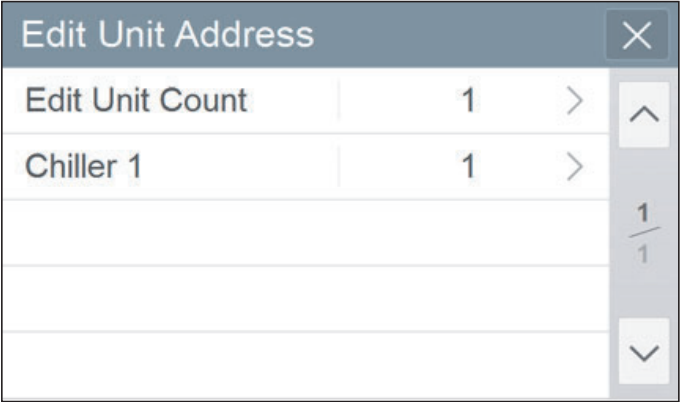 Edit Unit Address
Edit Unit Count 1
Chiller 1 1
1
1